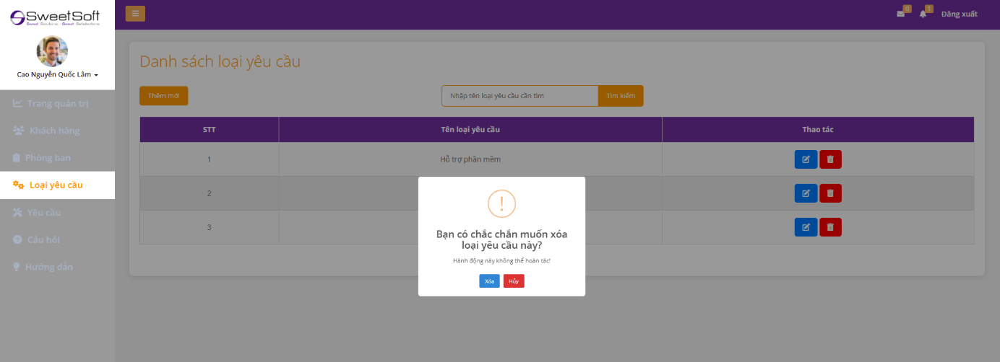 SweetSoft
Sweet Solutions Sweet Satisfactions
Cao Nguyễn Quốc Lâm
Trang quản trị
Khách hàng
Phòng ban
Loại yêu cầu
Yêu cầu
Câu hỏi
Hướng dẫn
0
1
Đăng xuất
Danh sách loại yêu cầu
Thêm mới
Nhập tên loại yêu cầu cần tìm
Tìm kiếm
STT Tên loại yêu cầu Thao tác
1 Hỗ trợ phần mềm
2
3
Bạn có chắc chắn muốn xóa
loại yêu cầu này?
Hành động này không thể hoàn tác!
Xóa
Hủy